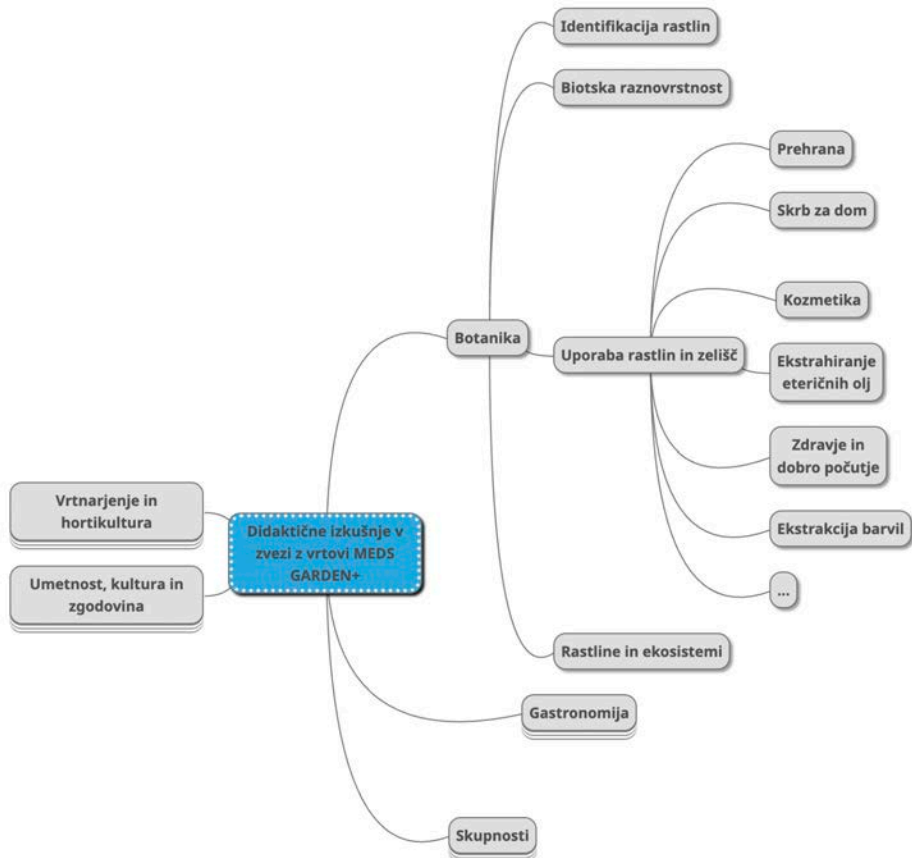 Identifikacija rastlin
Biotska raznovrstnost
Prehrana
Skrb za dom
Kozmetika
Botanika
Uporaba rastlin in zelišč
Ekstrahiranje
eteričnih olj
Zdravje in
dobro počutje
Ekstrakcija barvil
...
Rastline in ekosistemi
Vrtnarjenje in
hortikultura
Didaktične izkušnje v
zvezi z vrtovi MEDS
GARDEN+
Umetnost, kultura in
zgodovina
Gastronomija
Skupnosti